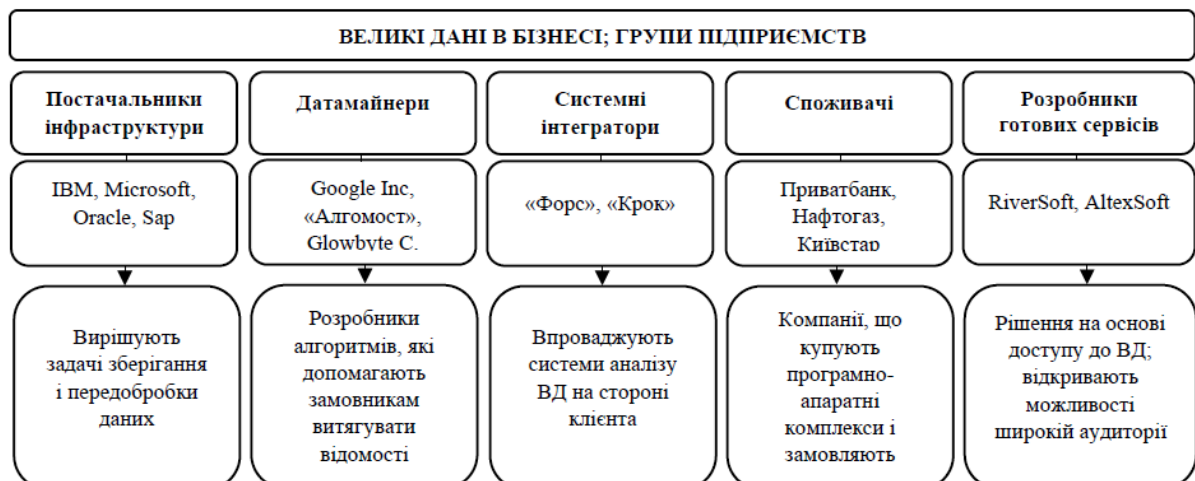 ВЕЛИКІ ДАНІ В БІЗНЕСІ; ГРУПИ ПІДПРИЄМСТВ
Постачальники
інфраструктури
Датамайнери
Системні
інтегратори
Споживачі
Розробники
готових сервісів
IBM, Microsoft,
Oracle, Sap
Google Inc,
«Алгомост»,
Glowbyte C.
«Форс», «Крок»
Приватбанк,
Нафтогаз,
Київстар
RiverSoft, AltexSoft
Вирішують
задачі зберігання
і передобробки
даних
Розробники
алгоритмів, які
допомагають
замовникам
витягувати
відомості
Впроваджують
системи аналізу
ВД на стороні
клієнта
Компанії, що
купують
програмно-
апаратні
комплекси і
замовляють
Рішення на основі
доступу до ВД;
відкривають
можливості
широкій аудиторії